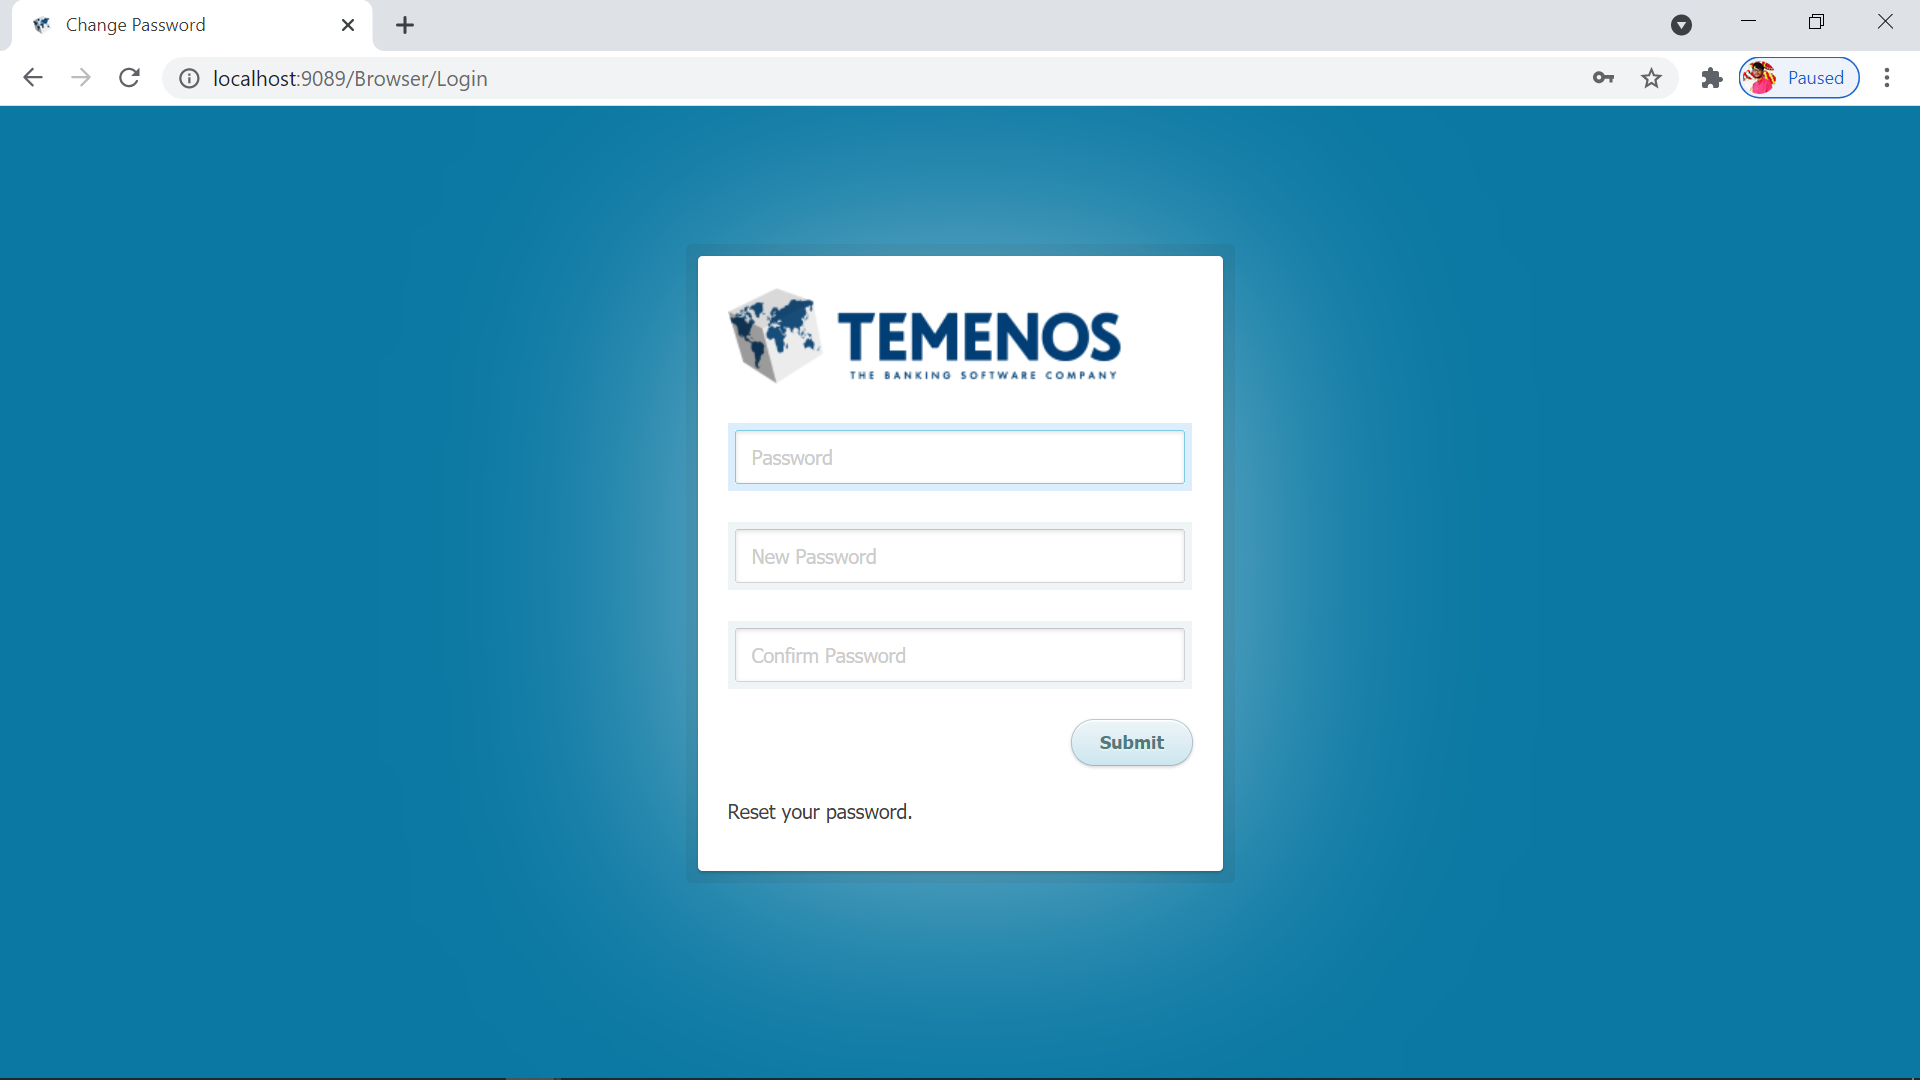 Change Password
localhost:9089/Browser/Login
Paused
TEMENOS
THE BANKING SOFTWARE COMPANY
Password
New Password
Confirm Password
Submit
Reset your password.